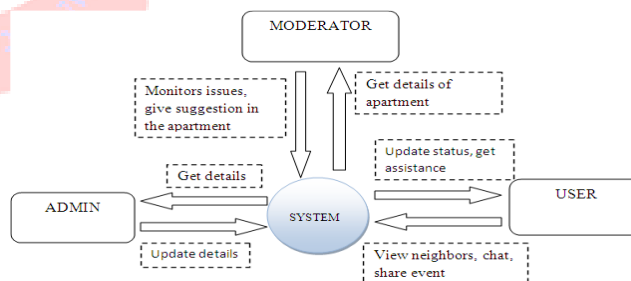 MODERATOR
Monitors issues,
give suggestion in
the apartment
Get details of
apartment
Update status, get
assistance
Get details
ADMIN
SYSTEM
USER
Update details
View neighbors, chat,
share event